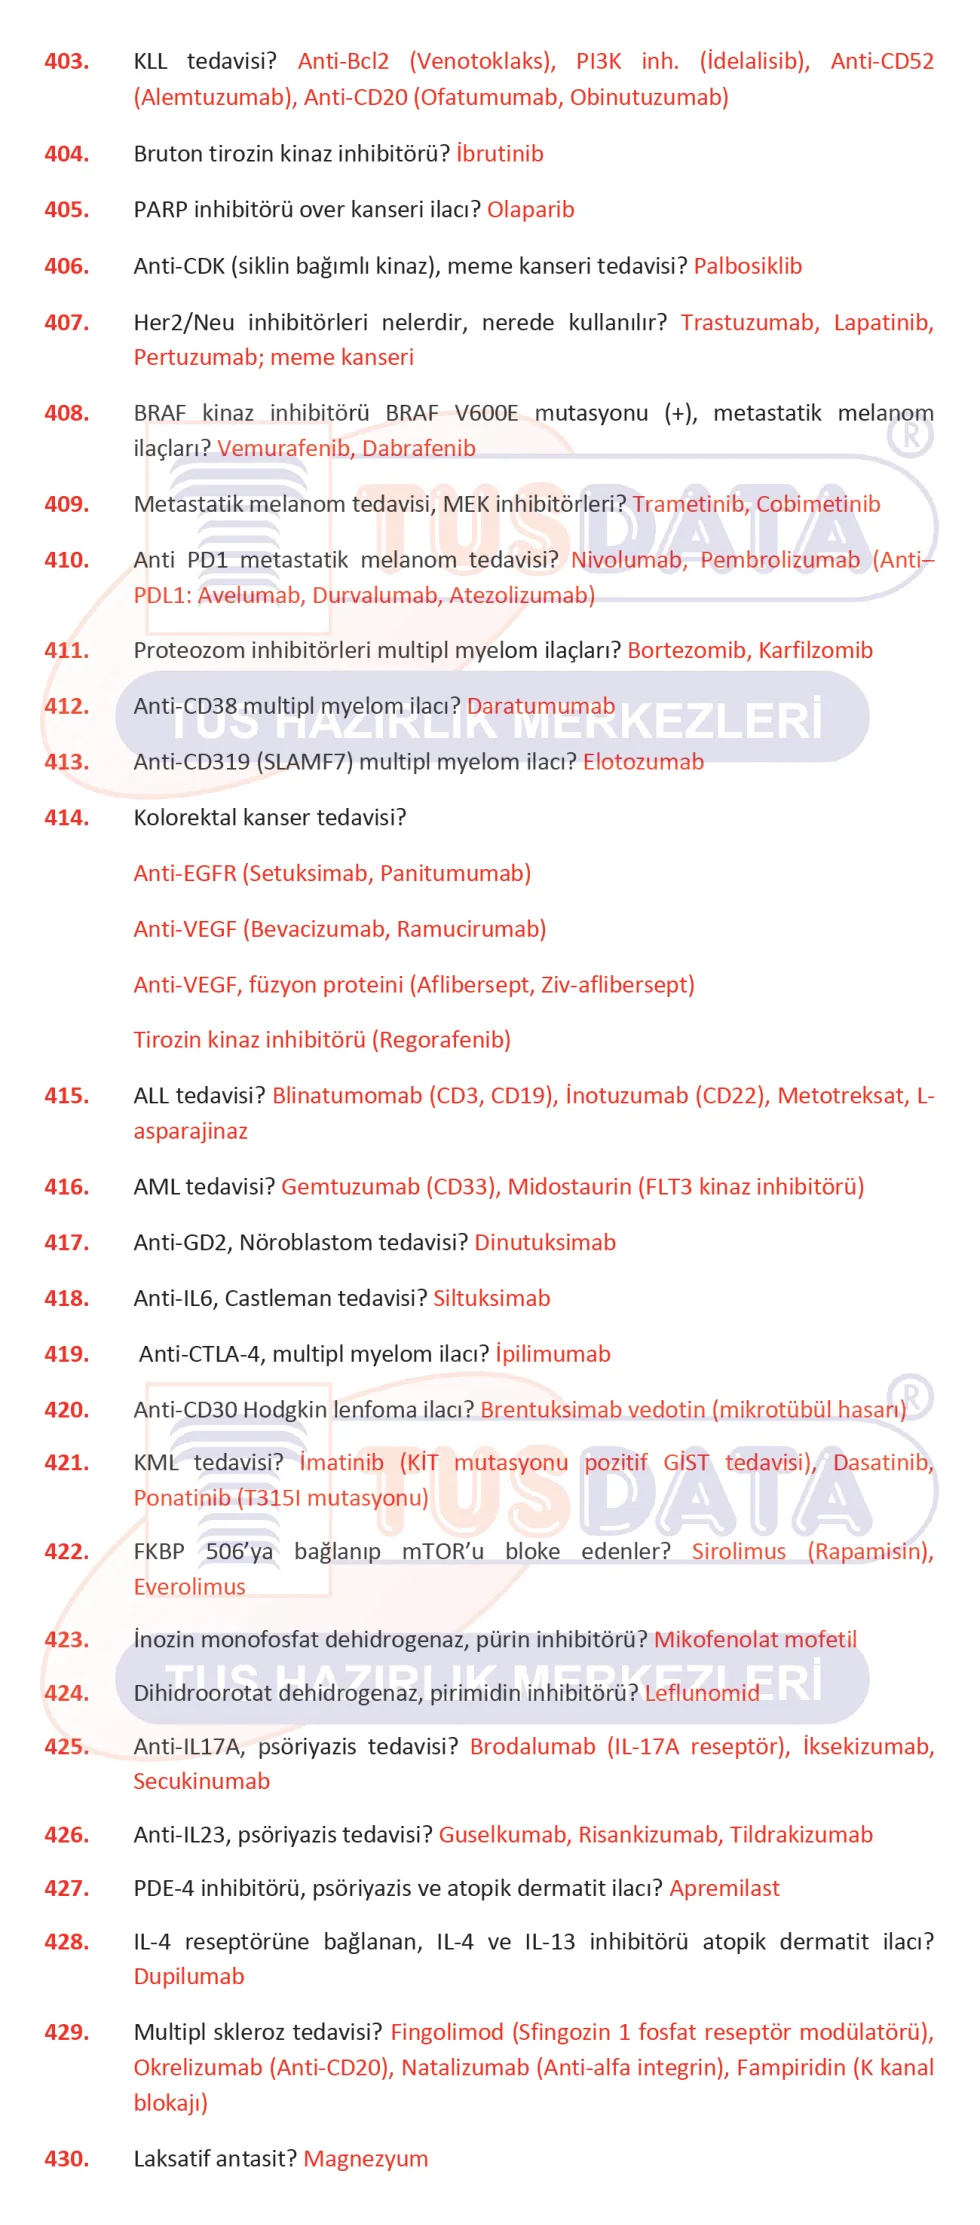 403. KLL tedavisi? Anti-Bcl2 (Venotoklaks), PI3K inh. (İdelalisib), Anti-CD52
(Alemtuzumab), Anti-CD20 (Ofatumumab, Obinutuzumab)
404. Bruton tirozin kinaz inhibitörü? İbrutinib
405. PARP inhibitörü over kanseri ilacı? Olaparib
406. Anti-CDK (siklin bağımlı kinaz), meme kanseri tedavisi? Palbosiklib
407. Her2/Neu inhibitörleri nelerdir, nerede kullanılır? Trastuzumab, Lapatinib,
Pertuzumab; meme kanseri
408. BRAF kinaz inhibitörü BRAF V600E mutasyonu (+), metastatik melanom
ilaçları? Vemurafenib, Dabrafenib
®
409. Metastatik melanom tedavisi, MEK inhibitörleri? Trametinib, Cobimetinib
TUSDATA
410. Anti PD1 metastatik melanom tedavisi? Nivolumab, Pembrolizumab (Anti–
PDL1: Avelumab, Durvalumab, Atezolizumab)
411. Proteozom inhibitörleri multipl myelom ilaçları? Bortezomib, Karfilzomib
412. Anti-CD38 multipl myelom ilacı? Daratumumab
TUS HAZIRLIK MERKEZLERİ
413. Anti-CD319 (SLAMF7) multipl myelom ilacı? Elotozumab
414. Kolorektal kanser tedavisi?
Anti-EGFR (Setuksimab, Panitumumab)
Anti-VEGF (Bevacizumab, Ramucirumab)
Anti-VEGF, füzyon proteini (Aflibersept, Ziv-aflibersept)
Tirozin kinaz inhibitörü (Regorafenib)
415. ALL tedavisi? Blinatumomab (CD3, CD19), İnotuzumab (CD22), Metotreksat, L-
asparajinaz
416. AML tedavisi? Gemtuzumab (CD33), Midostaurin (FLT3 kinaz inhibitörü)
417. Anti-GD2, Nöroblastom tedavisi? Dinutuksimab
418. Anti-IL6, Castleman tedavisi? Siltuksimab
419. Anti-CTLA-4, multipl myelom ilacı? İpilimumab
®
420. Anti-CD30 Hodgkin lenfoma ilacı? Brentuksimab vedotin (mikrotübül hasarı)
421. KML tedavisi? İmatinib (KİT mutasyonu pozitif GİST tedavisi), Dasatinib,
Ponatinib (T315I mutasyonu)
TUSDATA
422. FKBP 506’ya bağlanıp mTOR’u bloke edenler? Sirolimus (Rapamisin),
Everolimus
423. İnozin monofosfat dehidrogenaz, pürin inhibitörü? Mikofenolat mofetil
TUS HAZIRLIK MERKEZLERİ
424. Dihidroorotat dehidrogenaz, pirimidin inhibitörü? Leflunomid
425. Anti-IL17A, psöriyazis tedavisi? Brodalumab (IL-17A reseptör), İksekizumab,
Secukinumab
426. Anti-IL23, psöriyazis tedavisi? Guselkumab, Risankizumab, Tildrakizumab
427. PDE-4 inhibitörü, psöriyazis ve atopik dermatit ilacı? Apremilast
428. IL-4 reseptörüne bağlanan, IL-4 ve IL-13 inhibitörü atopik dermatit ilacı?
Dupilumab
429. Multipl skleroz tedavisi? Fingolimod (Sfingozin 1 fosfat reseptör modülatörü),
Okrelizumab (Anti-CD20), Natalizumab (Anti-alfa integrin), Fampiridin (K kanal
blokajı)
430. Laksatif antasit? Magnezyum